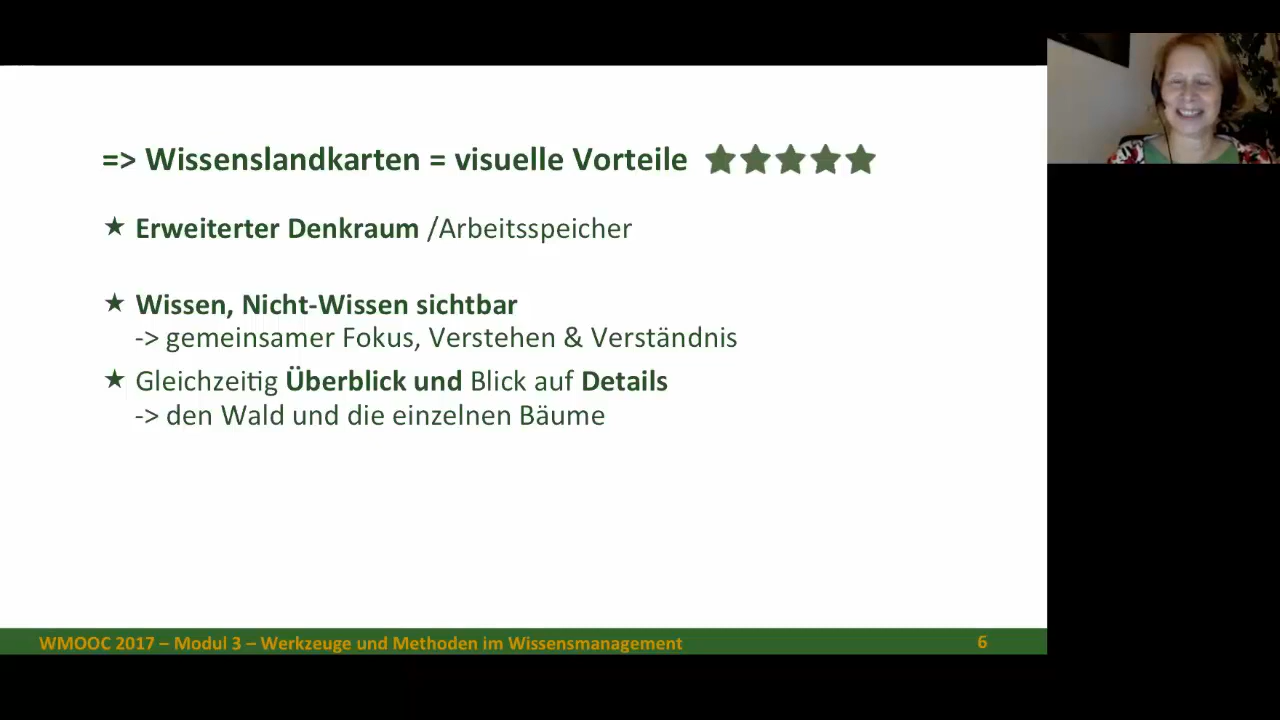 => Wissenslandkarten = visuelle Vorteile ★★★★★
★ Erweiterter Denkraum /Arbeitsspeicher
★ Wissen, Nicht-Wissen sichtbar
-> gemeinsamer Fokus, Verstehen & Verständnis
★ Gleichzeitig Überblick und Blick auf Details
-> den Wald und die einzelnen Bäume
WMOOC 2017 – Modul 3 – Werkzeuge und Methoden im Wissensmanagement 6